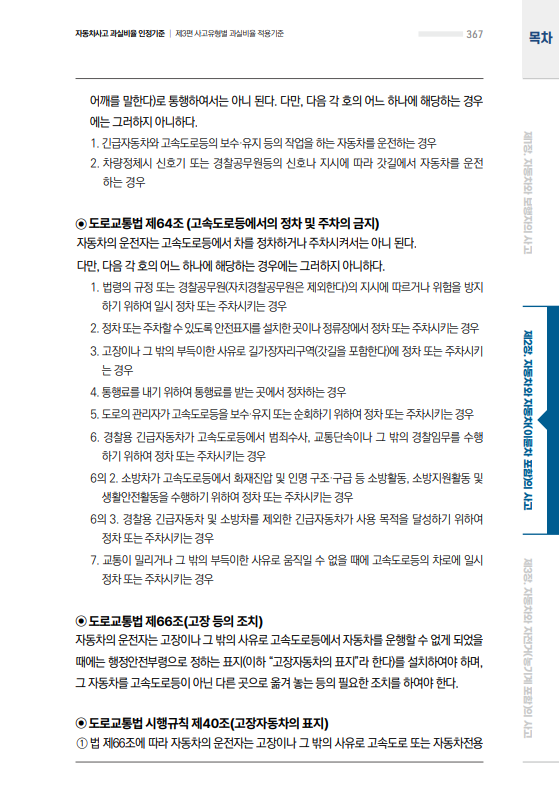 자동차사고 과실비율 인정기준 | 제3편 사고유형별 과실비율 적용기준
367
목차
어깨를 말한다)로 통행하여서는 아니 된다. 다만, 다음 각 호의 어느 하나에 해당하는 경우
에는 그러하지 아니하다.
1. 긴급자동차와 고속도로등의 보수·유지 등의 작업을 하는 자동차를 운전하는 경우
2. 차량정체시 신호기 또는 경찰공무원등의 신호나 지시에 따라 갓길에서 자동차를 운전
하는 경우
◉ 도로교통법 제64조 (고속도로등에서의 정차 및 주차의 금지)
자동차의 운전자는 고속도로등에서 차를 정차하거나 주차시켜서는 아니 된다.
다만, 다음 각 호의 어느 하나에 해당하는 경우에는 그러하지 아니하다.
1. 법령의 규정 또는 경찰공무원(자치경찰공무원은 제외한다)의 지시에 따르거나 위험을 방지
하기 위하여 일시 정차 또는 주차시키는 경우
2. 정차 또는 주차할 수 있도록 안전표지를 설치한 곳이나 정류장에서 정차 또는 주차시키는 경우
3. 고장이나 그 밖의 부득이한 사유로 길가장자리구역(갓길을 포함한다)에 정차 또는 주차시키
는 경우
4. 통행료를 내기 위하여 통행료를 받는 곳에서 정차하는 경우
5. 도로의 관리자가 고속도로등을 보수·유지 또는 순회하기 위하여 정차 또는 주차시키는 경우
6. 경찰용 긴급자동차가 고속도로등에서 범죄수사, 교통단속이나 그 밖의 경찰임무를 수행
하기 위하여 정차 또는 주차시키는 경우
6의 2. 소방차가 고속도로등에서 화재진압 및 인명 구조·구급 등 소방활동, 소방지원활동 및
생활안전활동을 수행하기 위하여 정차 또는 주차시키는 경우
6의 3. 경찰용 긴급자동차 및 소방차를 제외한 긴급자동차가 사용 목적을 달성하기 위하여
정차 또는 주차시키는 경우
7. 교통이 밀리거나 그 밖의 부득이한 사유로 움직일 수 없을 때에 고속도로등의 차로에 일시
정차 또는 주차시키는 경우
◉ 도로교통법 제66조(고장 등의 조치)
자동차의 운전자는 고장이나 그 밖의 사유로 고속도로등에서 자동차를 운행할 수 없게 되었을
때에는 행정안전부령으로 정하는 표지(이하 “고장자동차의 표지”라 한다)를 설치하여야 하며,
그 자동차를 고속도로등이 아닌 다른 곳으로 옮겨 놓는 등의 필요한 조치를 하여야 한다.
◉ 도로교통법 시행규칙 제40조(고장자동차의 표지)
① 법 제66조에 따라 자동차의 운전자는 고장이나 그 밖의 사유로 고속도로 또는 자동차전용
제1장. 자동차와 보행자의 사고
제2장. 자동차와 자동차(이륜차 포함)의 사고
제3장. 자동차와 자전거(농기계 포함)의 사고